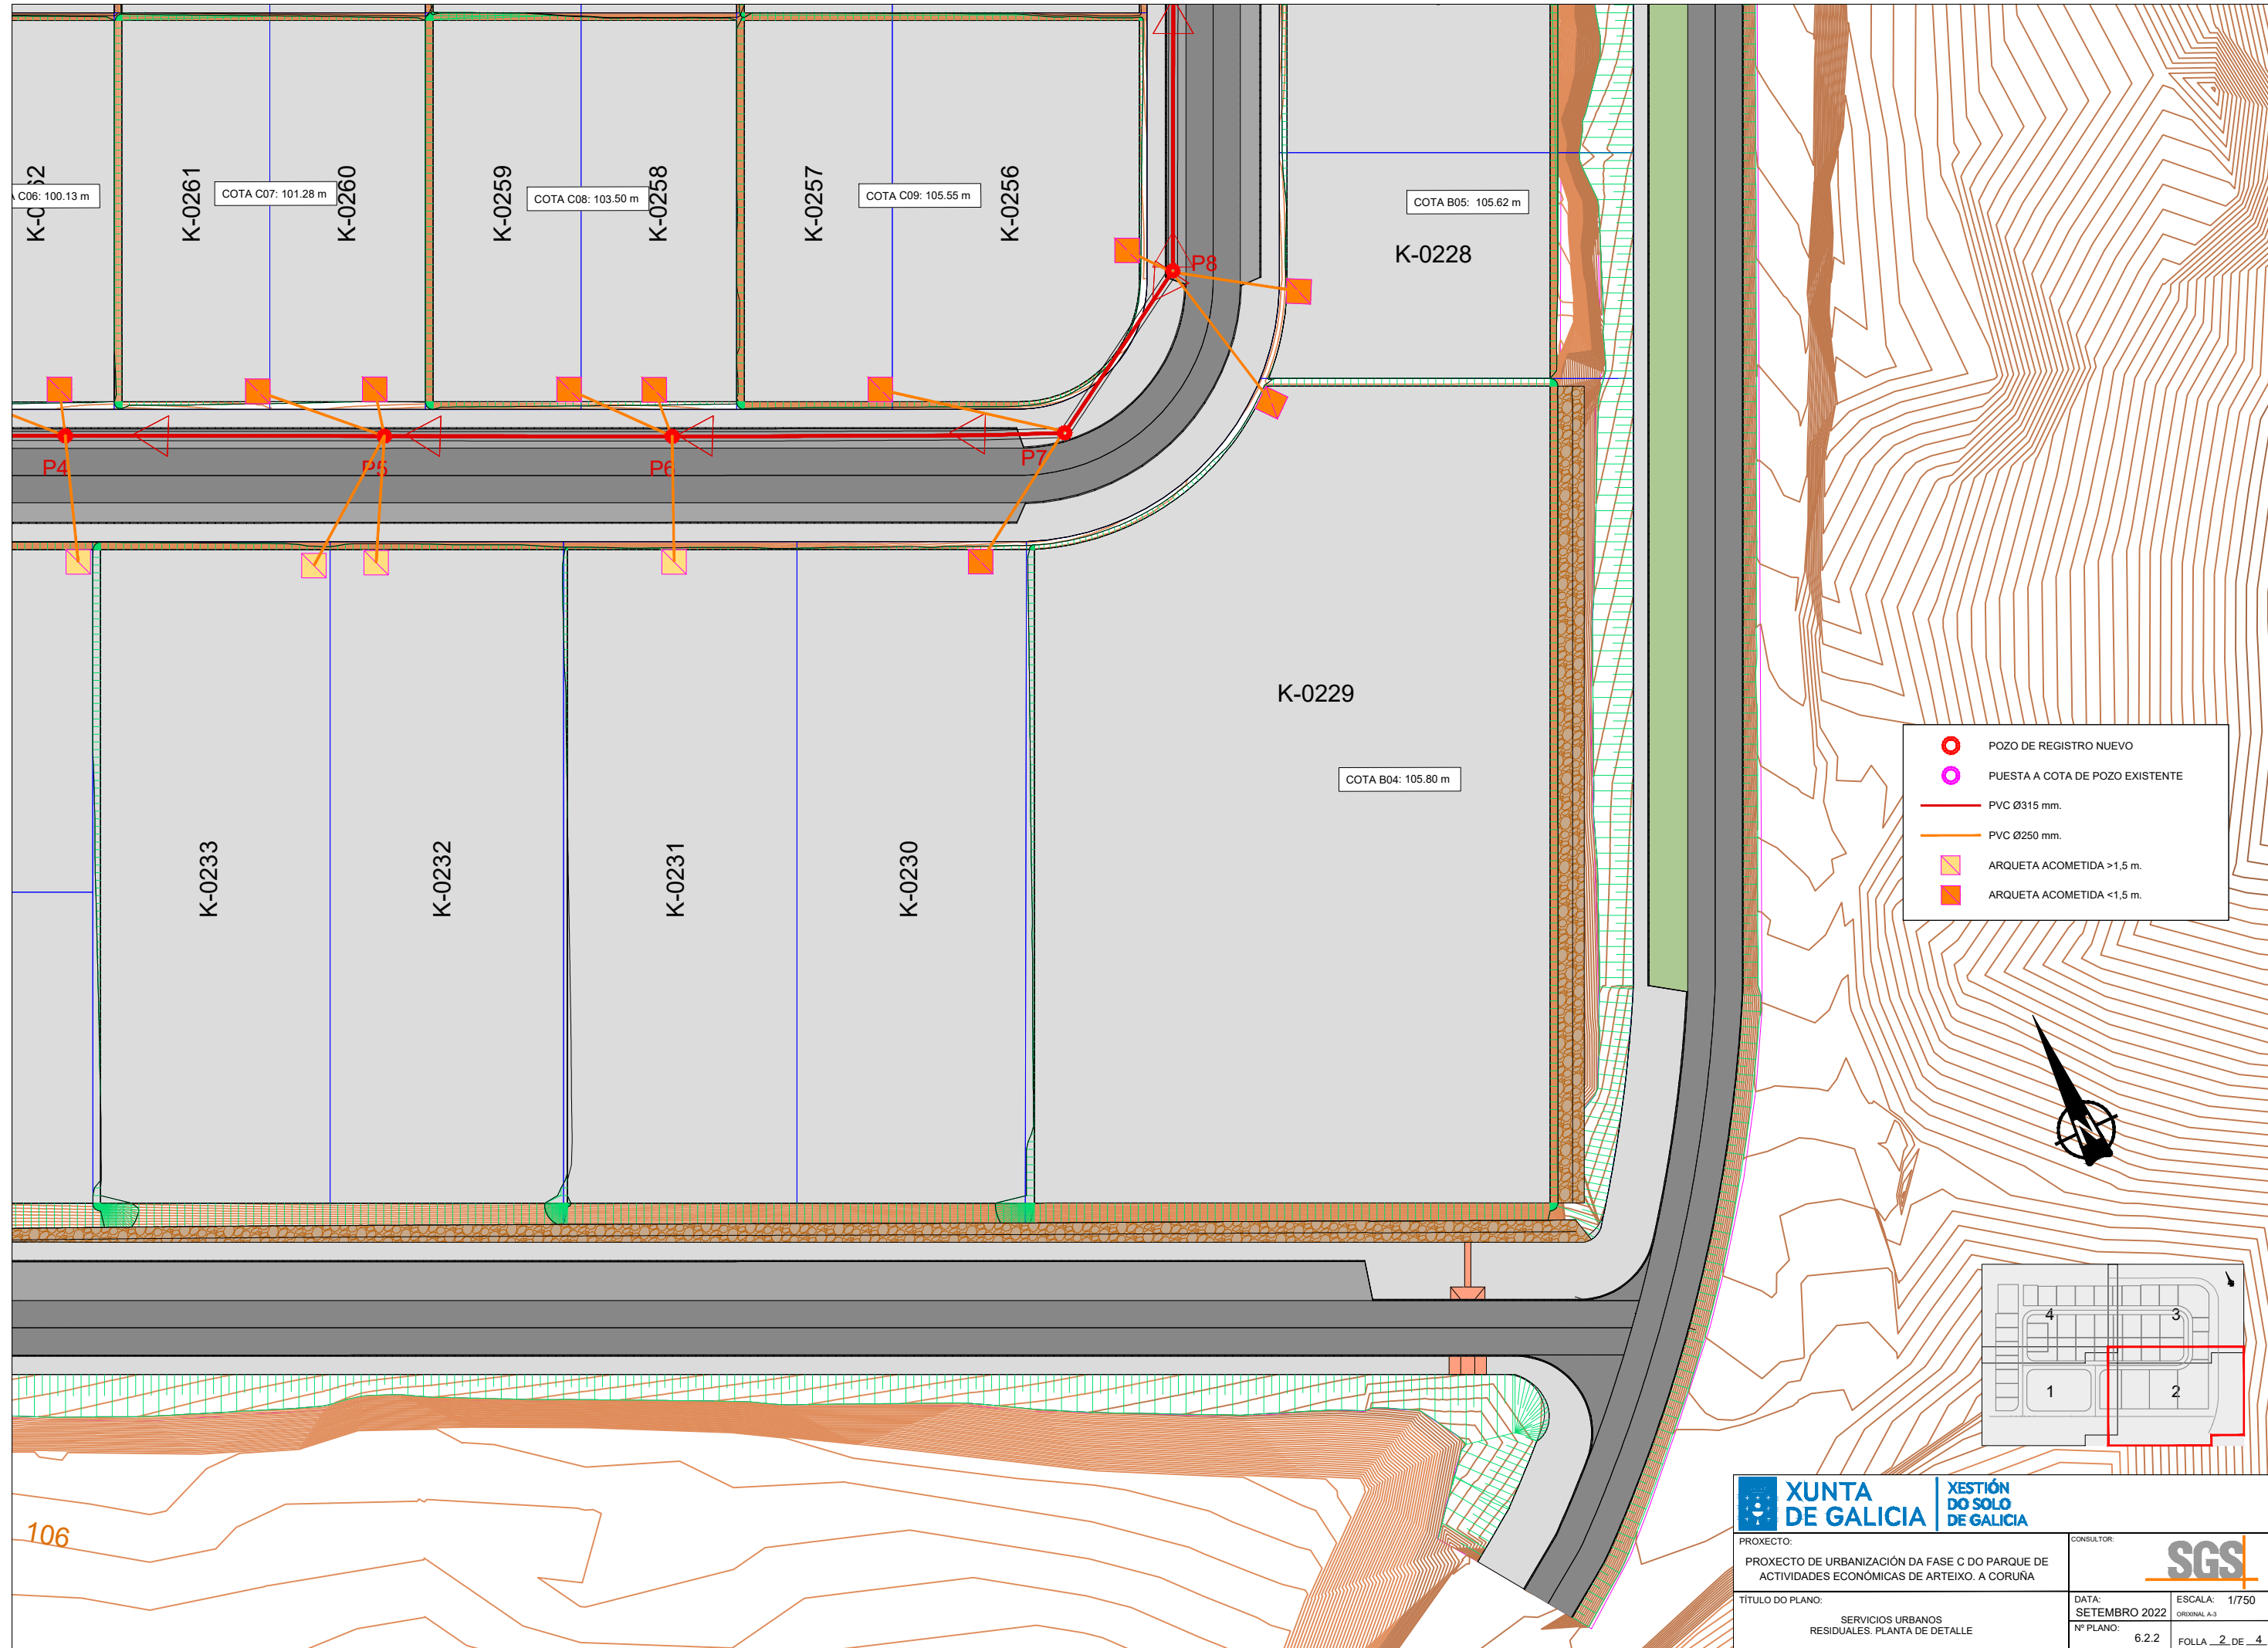 K-0262
COTA C06: 100.13 m
K-0261
COTA C07: 101.28 m
K-0260
K-0259
COTA C08: 103.50 m
K-0258
K-0257
COTA C09: 105.55 m
K-0256
COTA B05: 105.62 m
K-0228
P8
P4
P5
P6
P7
K-0229
COTA B04: 105.80 m
K-0233
K-0232
K-0231
K-0230
POZO DE REGISTRO NUEVO
PUESTA A COTA DE POZO EXISTENTE
PVC Ø315 mm.
PVC Ø250 mm.
ARQUETA ACOMETIDA >1,5 m.
ARQUETA ACOMETIDA <1,5 m.
4
3
1
2
106
XUNTA
DE GALICIA
XESTIÓN
DO SOLO
DE GALICIA
PROXECTO:
PROXECTO DE URBANIZACIÓN DA FASE C DO PARQUE DE
ACTIVIDADES ECONÓMICAS DE ARTEIXO. A CORUÑA
CONSULTOR:
SGS
TÍTULO DO PLANO:
SERVICIOS URBANOS
RESIDUALES. PLANTA DE DETALLE
DATA:
SETEMBRO 2022
ESCALA: 1/750
ORIXINAL A-3
Nº PLANO:
6.2.2
FOLLA 2 DE 4